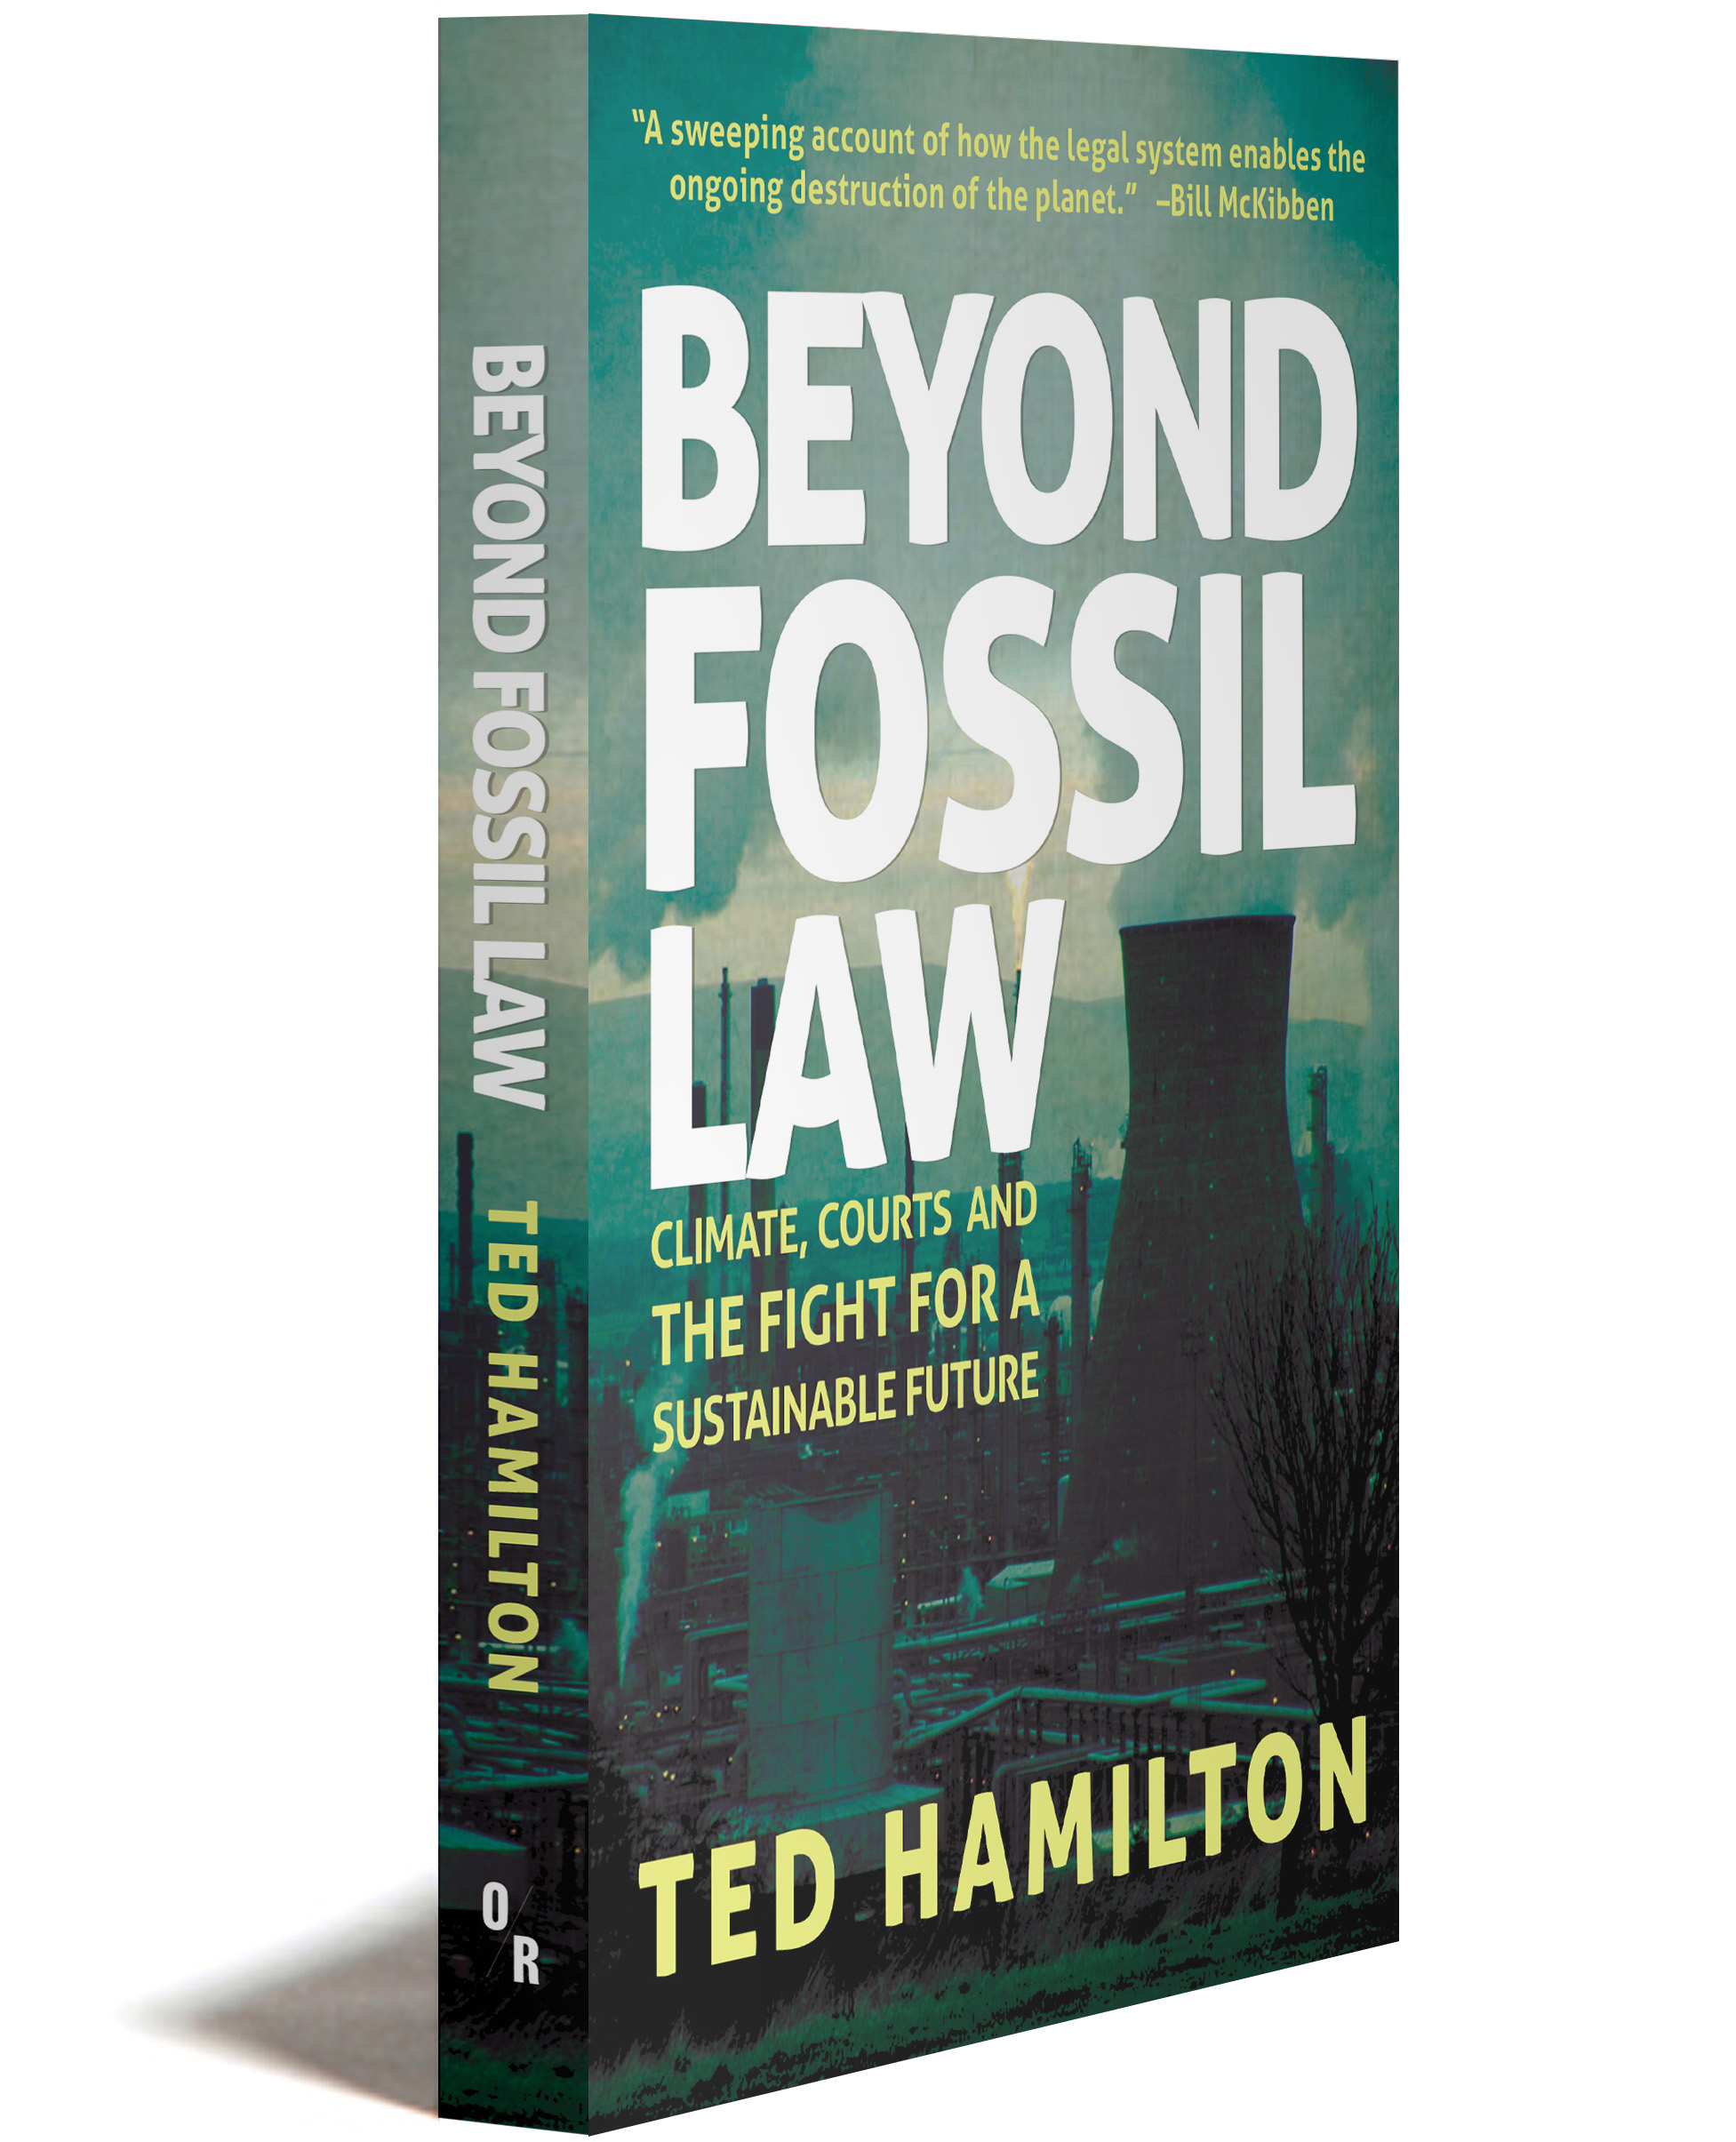 “A sweeping account of how the legal system enables the
ongoing destruction of the planet.” –Bill McKibben
BEYOND
FOSSIL
LAW
CLIMATE, COURTS AND
THE FIGHT FOR A
SUSTAINABLE FUTURE
TED HAMILTON
BEYOND FOSSIL LAW TED HAMILTON
O/R